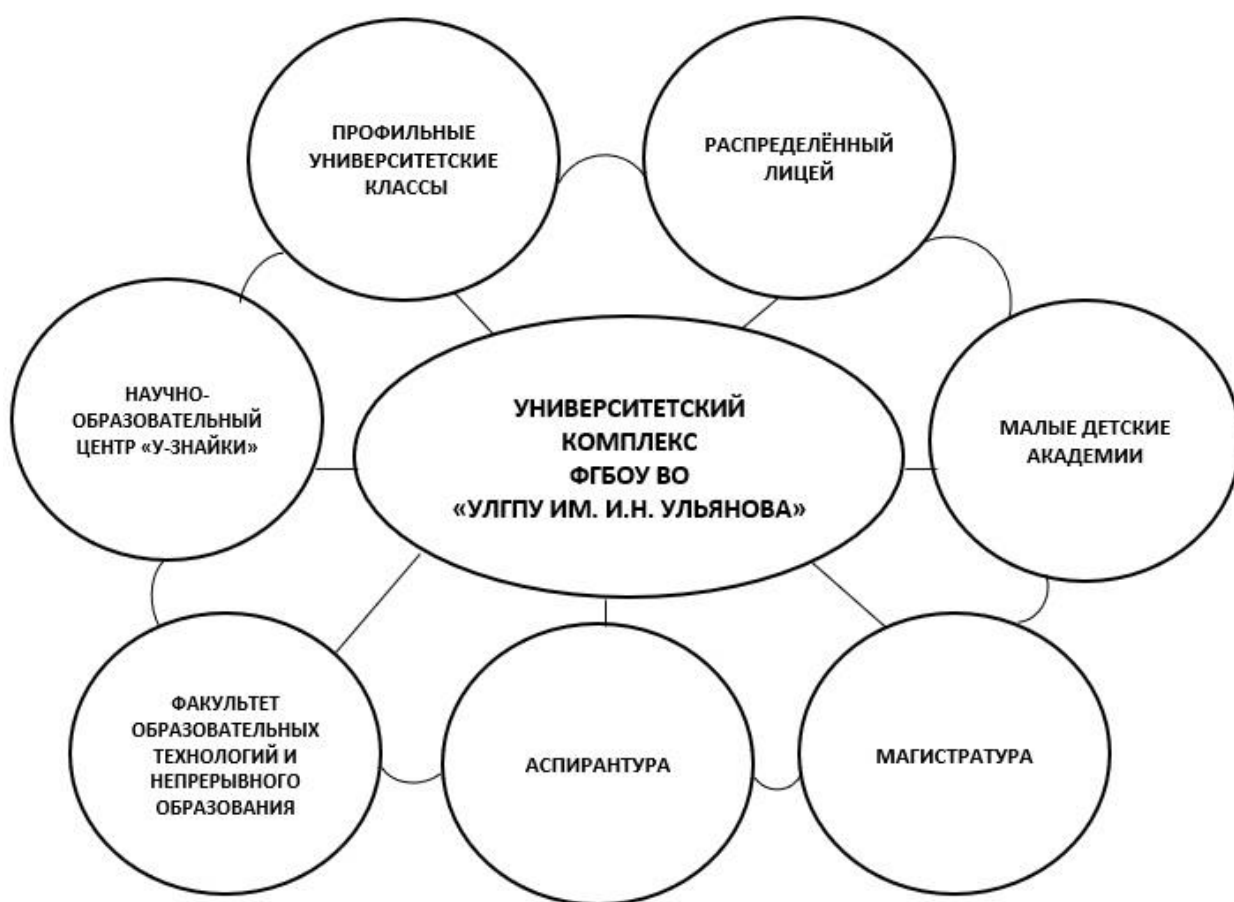 ПРОФИЛЬНЫЕ
УНИВЕРСИТЕТСКИЕ
КЛАССЫ
РАСПРЕДЕЛЁННЫЙ
ЛИЦЕЙ
НАУЧНО-
ОБРАЗОВАТЕЛЬНЫЙ
ЦЕНТР «У-ЗНАЙКИ»
УНИВЕРСИТЕТСКИЙ
КОМПЛЕКС
ФГБОУ ВО
«УЛГПУ ИМ. И.Н. УЛЬЯНОВА»
МАЛЫЕ ДЕТСКИЕ
АКАДЕМИИ
ФАКУЛЬТЕТ
ОБРАЗОВАТЕЛЬНЫХ
ТЕХНОЛОГИЙ И
НЕПРЕРЫВНОГО
ОБРАЗОВАНИЯ
АСПИРАНТУРА
МАГИСТРАТУРА